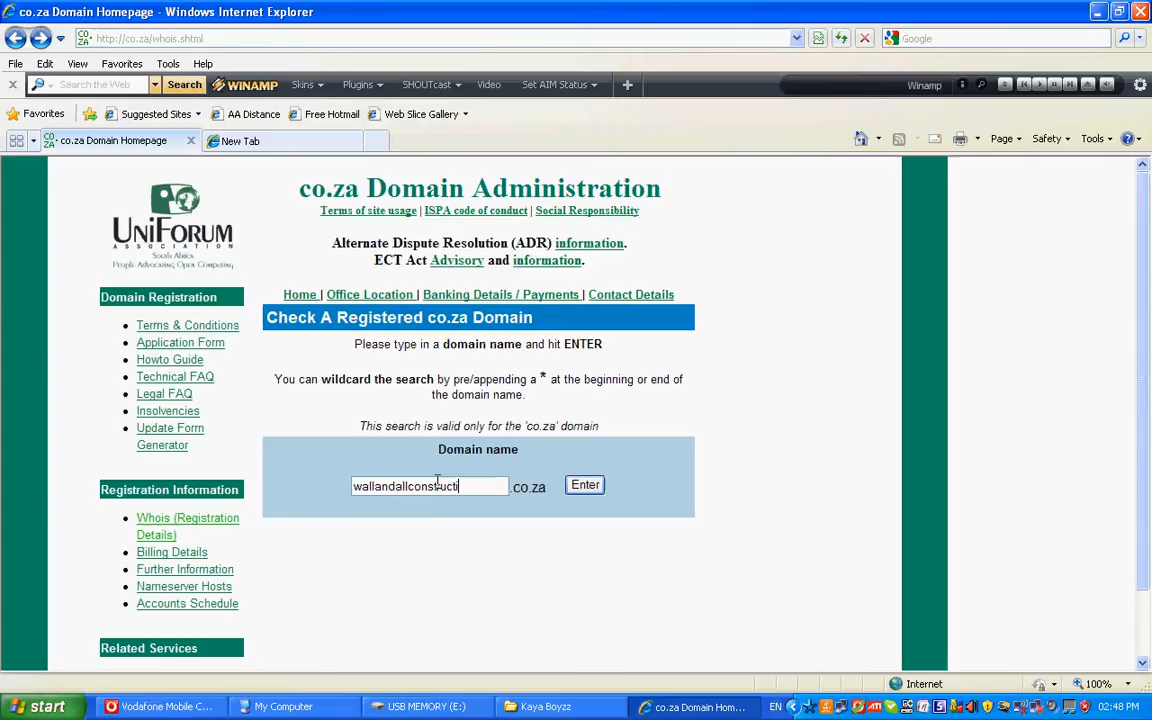 co.za Domain Homepage - Windows Internet Explorer
http://co.za/whois.shtml
Google
File Edit View Favorites Tools Help
Search the Web Search WINAMP Skins Plugins SHOUTcast Video Set AIM Status Winamp
Favorites Suggested Sites AA Distance Free Hotmail Web Slice Gallery
co.za Domain Homepage New Tab Page Safety Tools
co.za Domain Administration
Terms of site usage | ISPA code of conduct | Social Responsibility
UNIFORUM
ASSOCIATION
South Africa
People Advocating Open Computing
Alternate Dispute Resolution (ADR) information.
ECT Act Advisory and information.
Home | Office Location | Banking Details / Payments | Contact Details
Domain Registration
Terms & Conditions
Application Form
Howto Guide
Technical FAQ
Legal FAQ
Insolvencies
Update Form
Generator
Registration Information
Whois (Registration
Details)
Billing Details
Further Information
Nameserver Hosts
Accounts Schedule
Related Services
Check A Registered co.za Domain
Please type in a domain name and hit ENTER
You can wildcard the search by pre/appending a * at the beginning or end of
the domain name.
This search is valid only for the 'co.za' domain
Domain name
wallandallconstructi .co.za Enter
Internet 100%
start Vodafone Mobile C... My Computer USB MEMORY (E:) Kaya Boyzz co.za Domain Hom... EN 02:48 PM